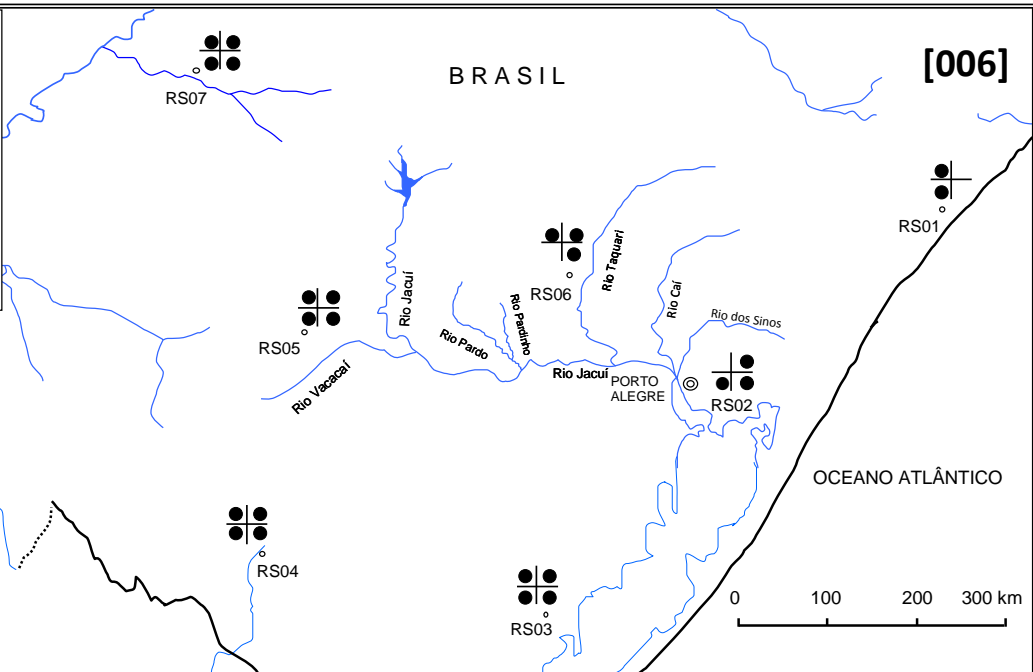 BRASIL
[006]
RS07
RS01
RS06
Rio Taquari
Rio Jacuí
Rio Caí
Rio Pardinho
Rio dos Sinos
RS05
Rio Pardo
Rio Vacacaí
Rio Jacuí
PORTO
ALEGRE
RS02
OCEANO ATLÂNTICO
RS04
RS03
0 100 200 300 km